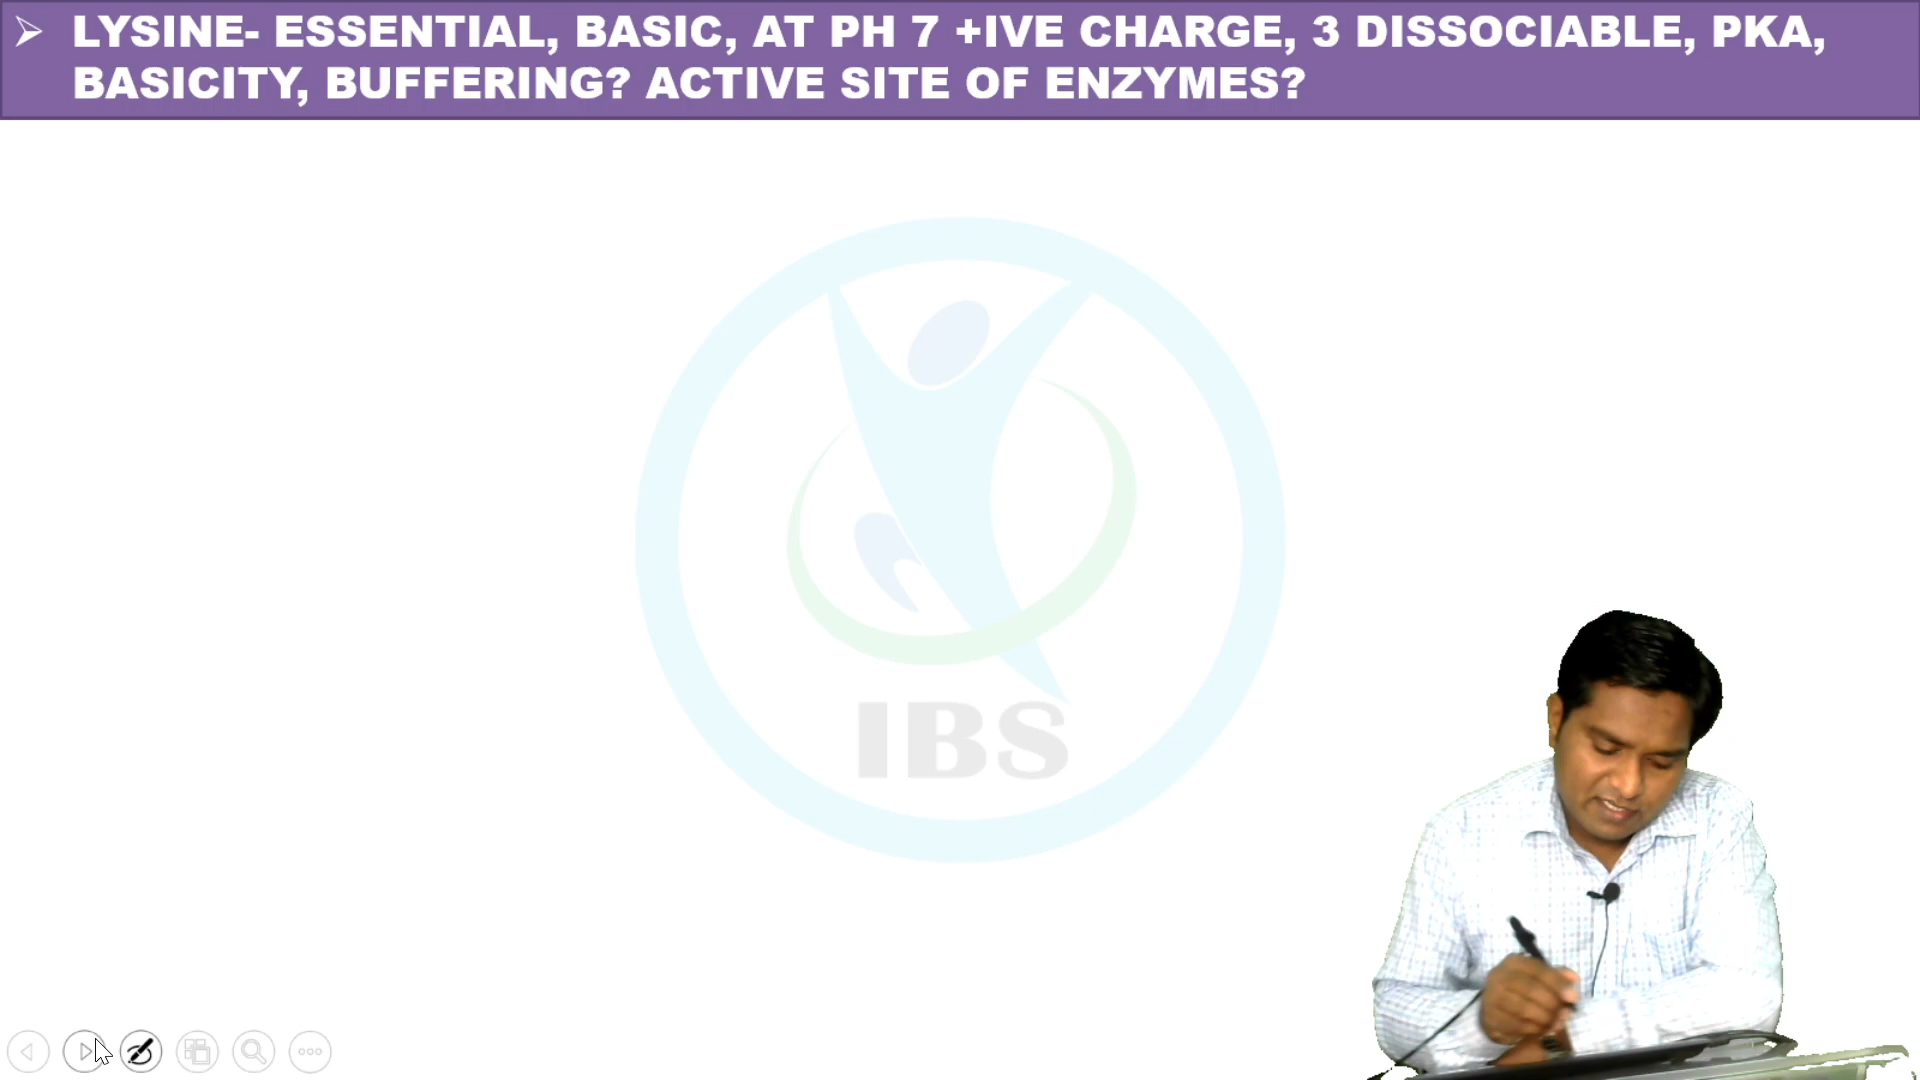 LYSINE- ESSENTIAL, BASIC, AT PH 7 +IVE CHARGE, 3 DISSOCIABLE, PKA,
BASICITY, BUFFERING? ACTIVE SITE OF ENZYMES?
IBS